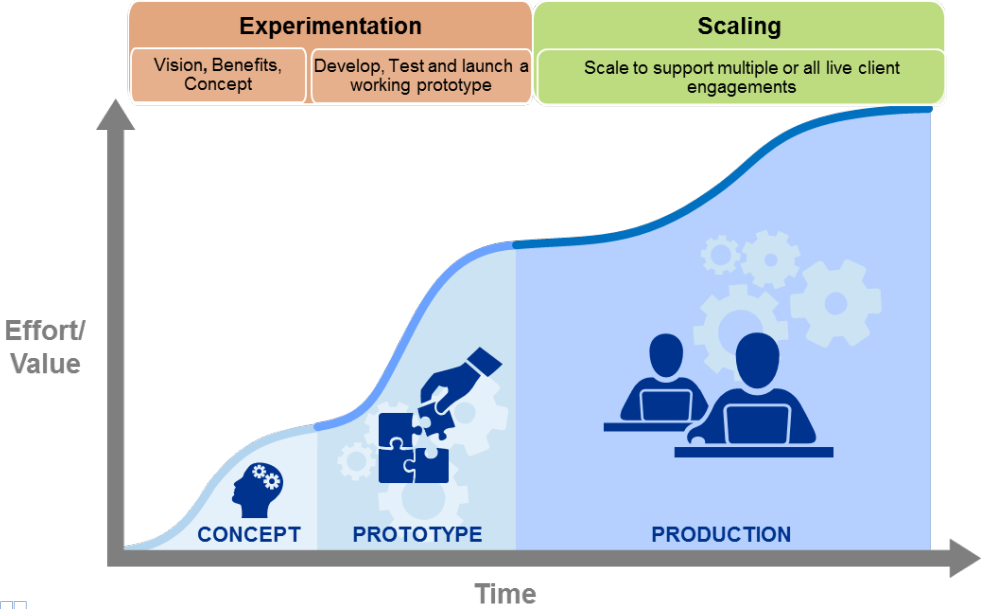 Experimentation
Scaling
Vision, Benefits,
Concept
Develop, Test and launch a
working prototype
Scale to support multiple or all live client
engagements
Effort/
Value
CONCEPT
PROTOTYPE
PRODUCTION
Time